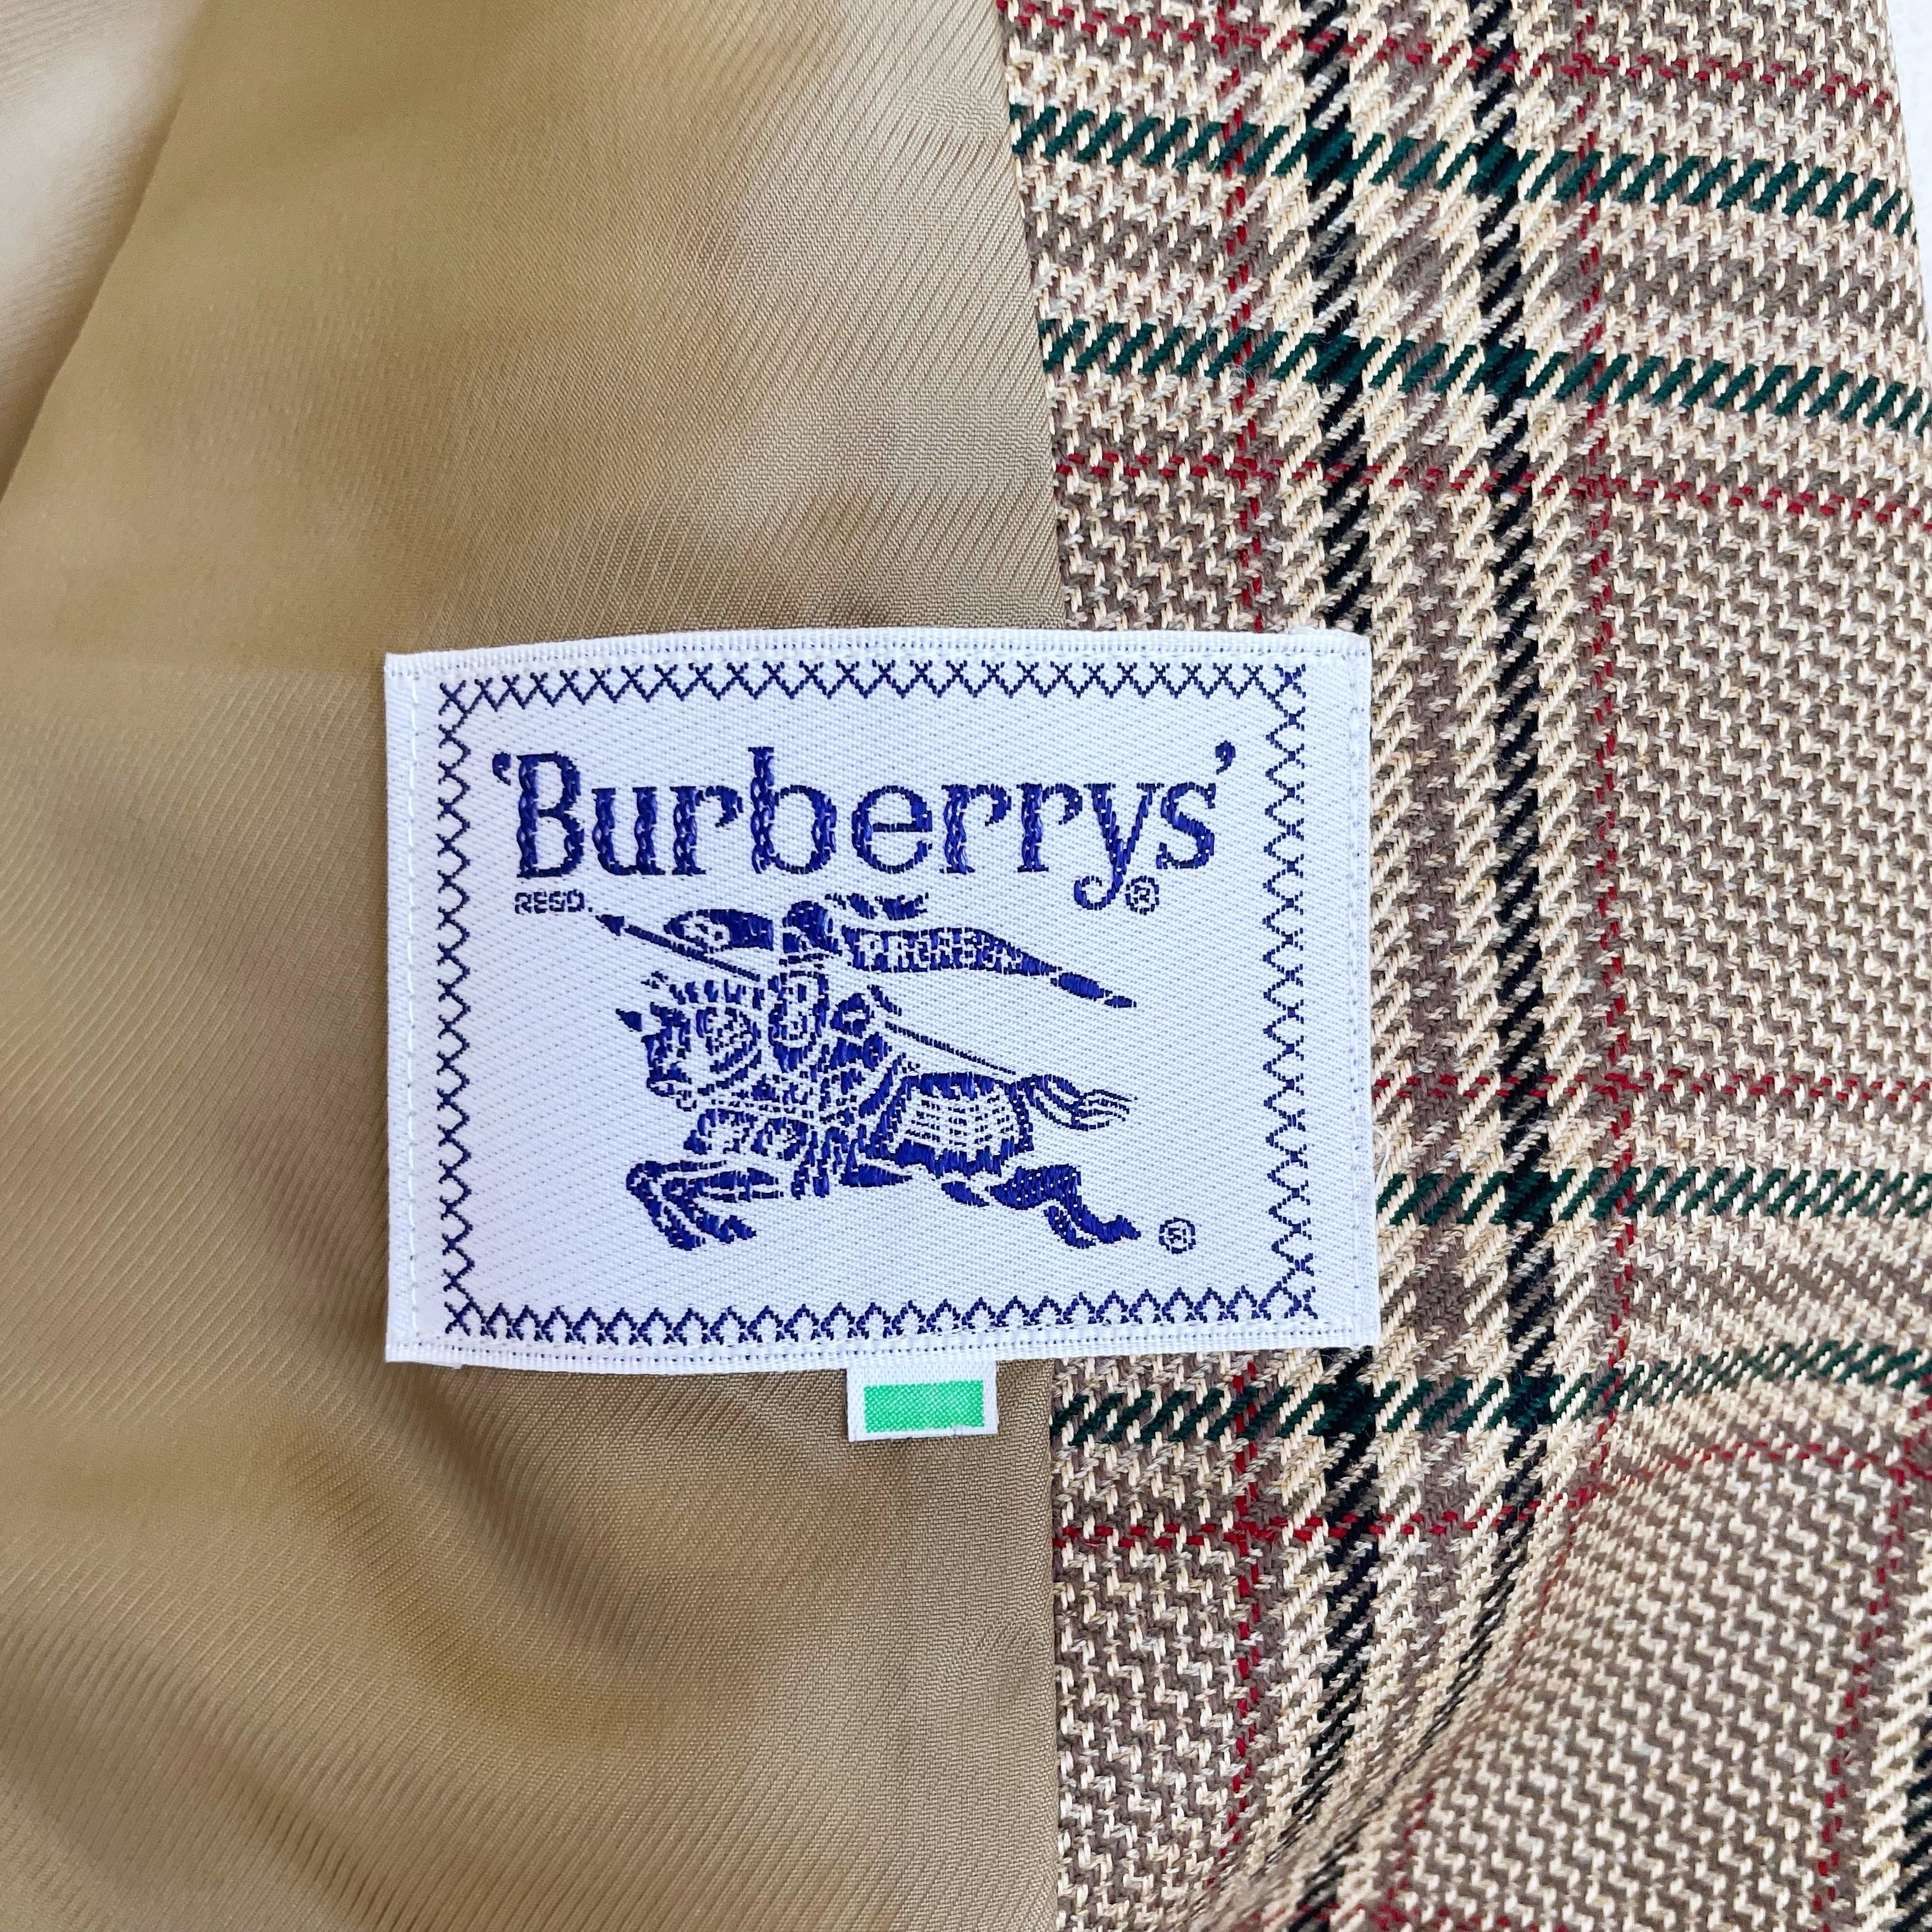 'Burberrys'
REGD. ®
PRORSUM
®